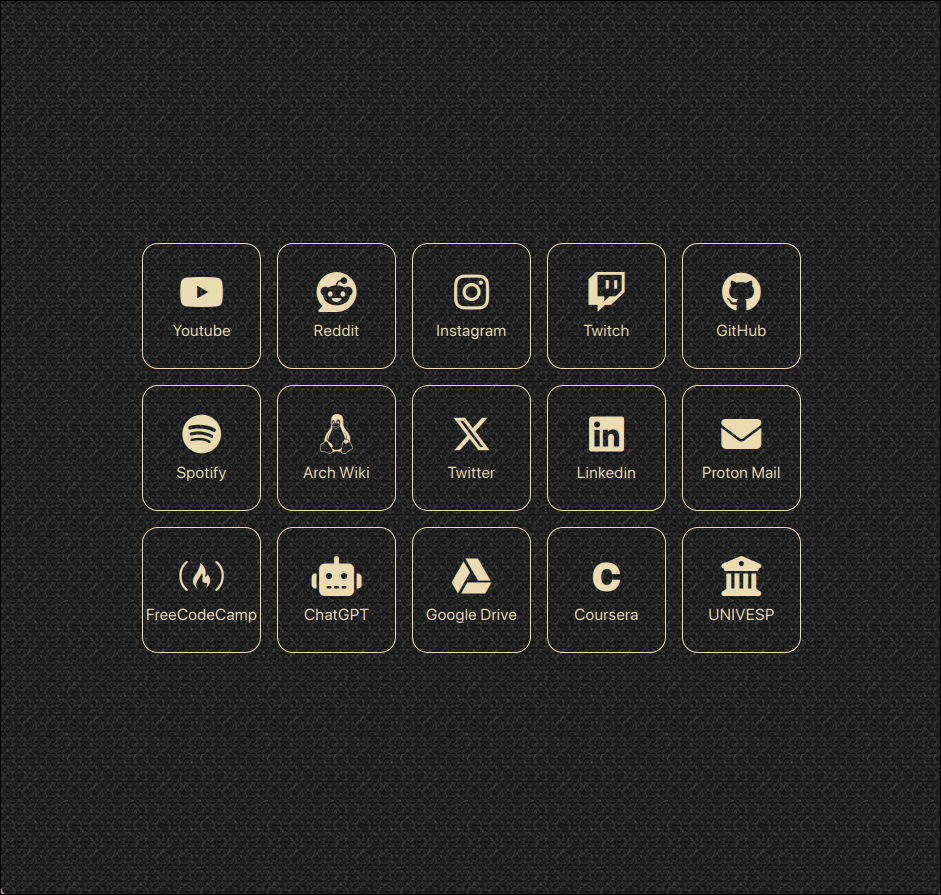 Youtube
Reddit
Instagram
Twitch
GitHub
Spotify
Arch Wiki
Twitter
Linkedin
Proton Mail
FreeCodeCamp
ChatGPT
Google Drive
Coursera
UNIVESP